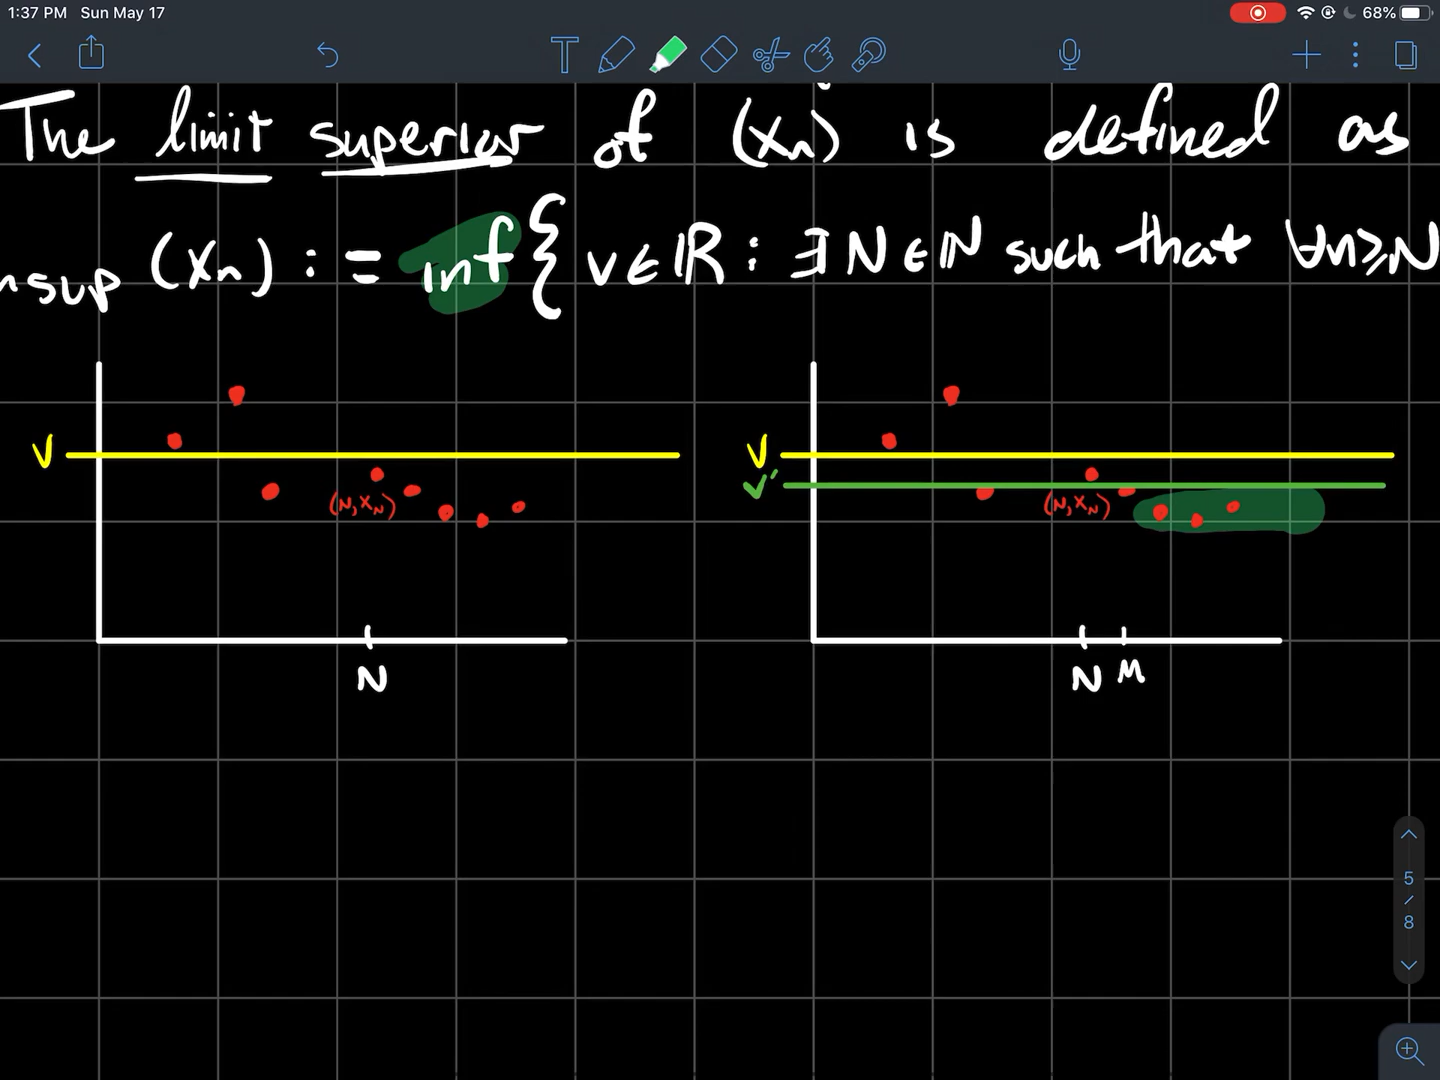 1:37 PM Sun May 17
68%
The limit superior of (xn) is defined as
sup (xn) := inf{ v∈ℝ : ∃N∈ℕ such that ∀n≥N
V
(N,xN)
N
V
V'
(N,xN)
N M
5
/
8